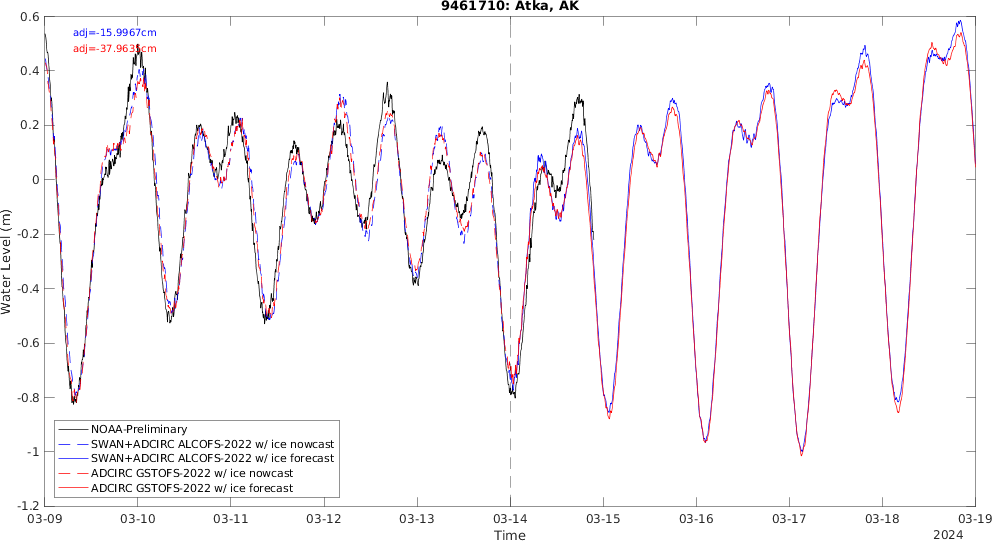 9461710: Atka, AK
adj=-15.9967cm
Water Level (m)
0.6
0.4
0.2
0
-0.2
-0.4
-0.6
-0.8
-1
-1.2
NOAA-Preliminary
SWAN+ADCIRC ALCOFS-2022 w/ ice nowcast
SWAN+ADCIRC ALCOFS-2022 w/ ice forecast
ADCIRC GSTOFS-2022 w/ ice nowcast
ADCIRC GSTOFS-2022 w/ ice forecast
03-09 03-10 03-11 03-12 03-13 03-14 03-15 03-16 03-17 03-18 03-19
Time
2024